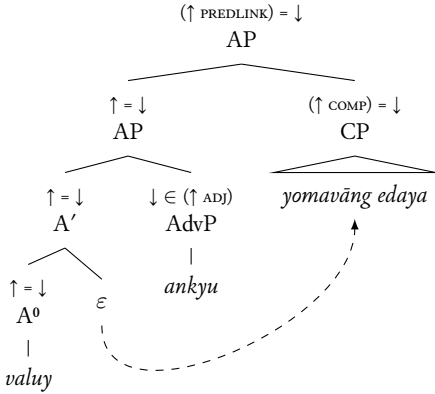 (↑ PREDLINK) = ↓
AP
↑ = ↓ (↑ COMP) = ↓
AP CP
↑ = ↓ ↓ ∈ (↑ ADJ) yomavāng edaya
A′ AdvP
↑ = ↓ ε ankyu
A⁰
valuy